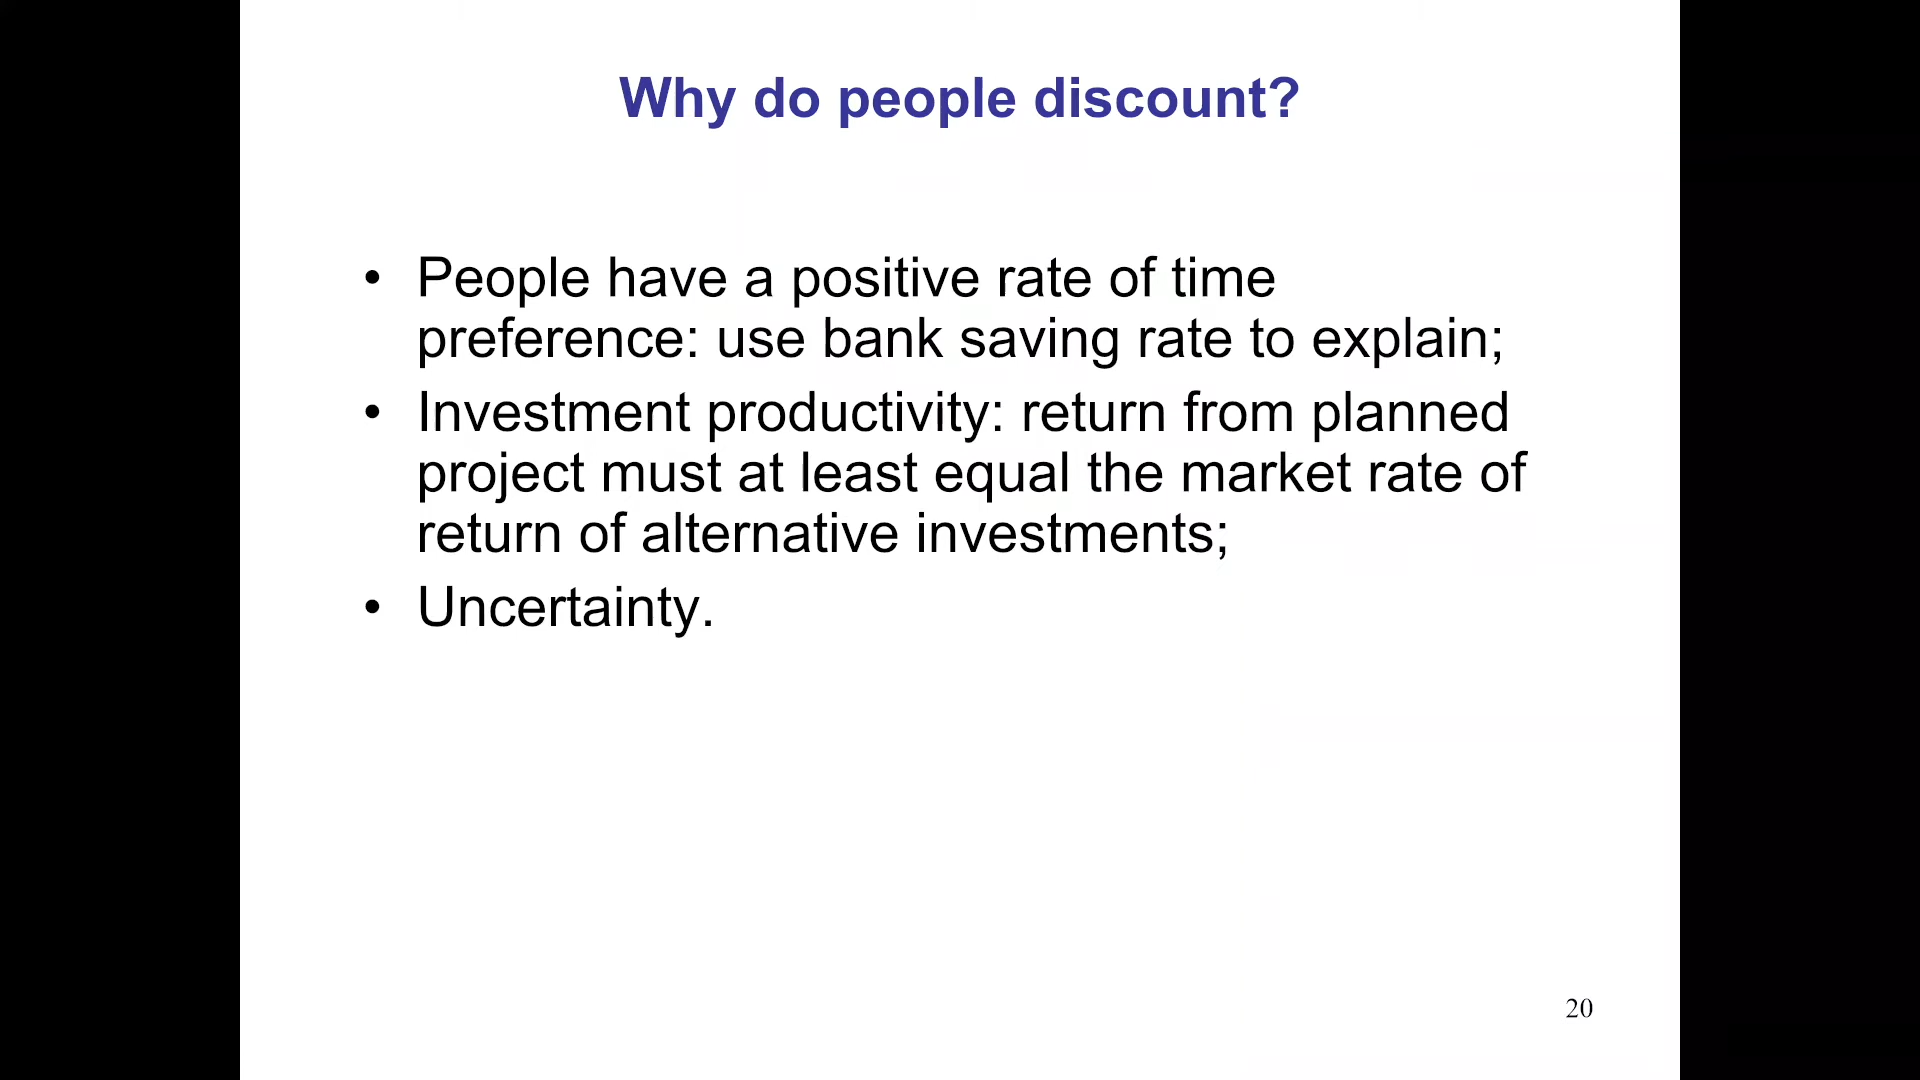 Why do people discount?
• People have a positive rate of time
preference: use bank saving rate to explain;
• Investment productivity: return from planned
project must at least equal the market rate of
return of alternative investments;
• Uncertainty.
20